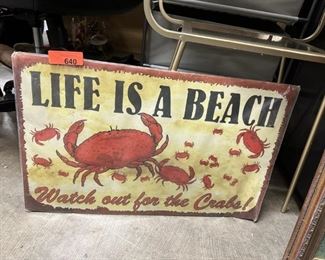 640
LIFE IS A BEACH
Watch out for the Crabs!